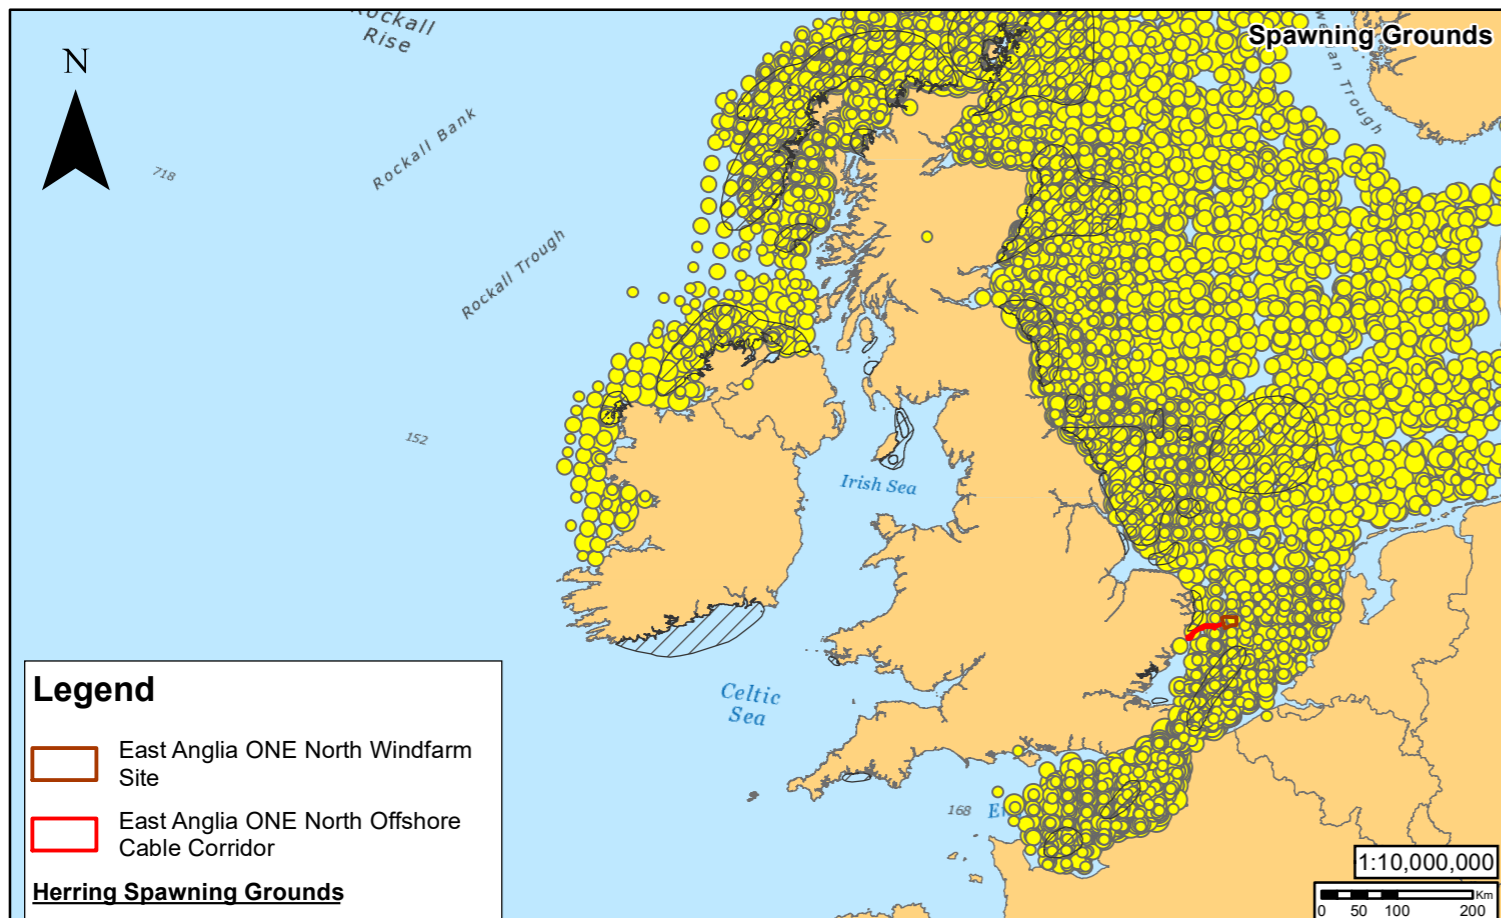 Rockall
Rise
Spawning Grounds
N
wegian Trough
Rockall Bank
718
Rockall Trough
152
Irish Sea
Celtic
Sea
168
E
Legend
East Anglia ONE North Windfarm
Site
East Anglia ONE North Offshore
Cable Corridor
Herring Spawning Grounds
1:10,000,000
Km
0 50 100 200